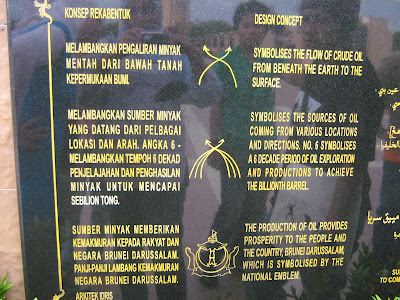 KONSEP REKABENTUK
MELAMBANGKAN PENGALIRAN MINYAK
MENTAH DARI BAWAH TANAH
KEPERMUKAAN BUMI.
MELAMBANGKAN SUMBER MINYAK
YANG DATANG DARI PELBAGAI
LOKASI DAN ARAH. ANGKA 6 -
MELAMBANGKAN TEMPOH 6 DEKAD
PENJELAJAHAN DAN PENGHASILAN
MINYAK UNTUK MENCAPAI
SEBILION TONG.
SUMBER MINYAK MEMBERIKAN
KEMAKMURAN KEPADA RAKYAT DAN
NEGARA BRUNEI DARUSSALAM.
PANJI-PANJI LAMBANG KEMAKMURAN
NEGARA BRUNEI DARUSSALAM.
ARKITEK IDRIS
DESIGN CONCEPT
SYMBOLISES THE FLOW OF CRUDE OIL
FROM BENEATH THE EARTH TO THE
SURFACE.
SYMBOLISES THE SOURCES OF OIL
COMING FROM VARIOUS LOCATIONS
AND DIRECTIONS. NO. 6 SYMBOLISES
A 6 DECADE PERIOD OF OIL EXPLORATION
AND PRODUCTIONS TO ACHIEVE
THE BILLIONTH BARREL.
THE PRODUCTION OF OIL PROVIDES
PROSPERITY TO THE PEOPLE AND
THE COUNTRY, BRUNEI DARUSSALAM,
WHICH IS SYMBOLISED BY THE
NATIONAL EMBLEM.
TO COM